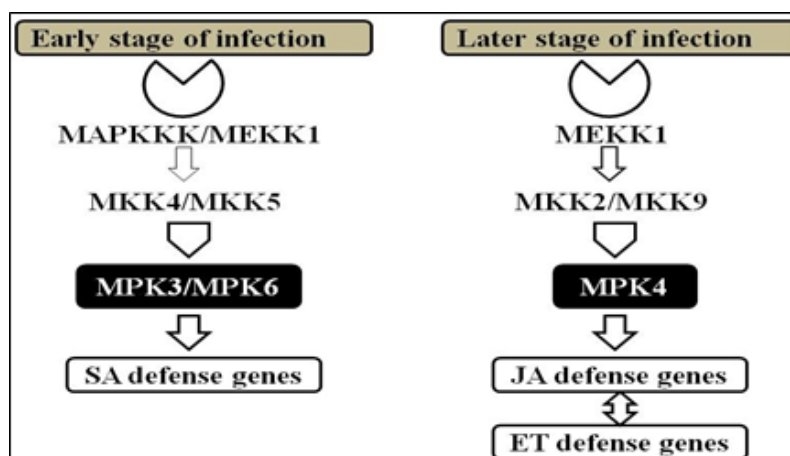 Early stage of infection
MAPKKK/MEKK1
MKK4/MKK5
MPK3/MPK6
SA defense genes
Later stage of infection
MEKK1
MKK2/MKK9
MPK4
JA defense genes
ET defense genes